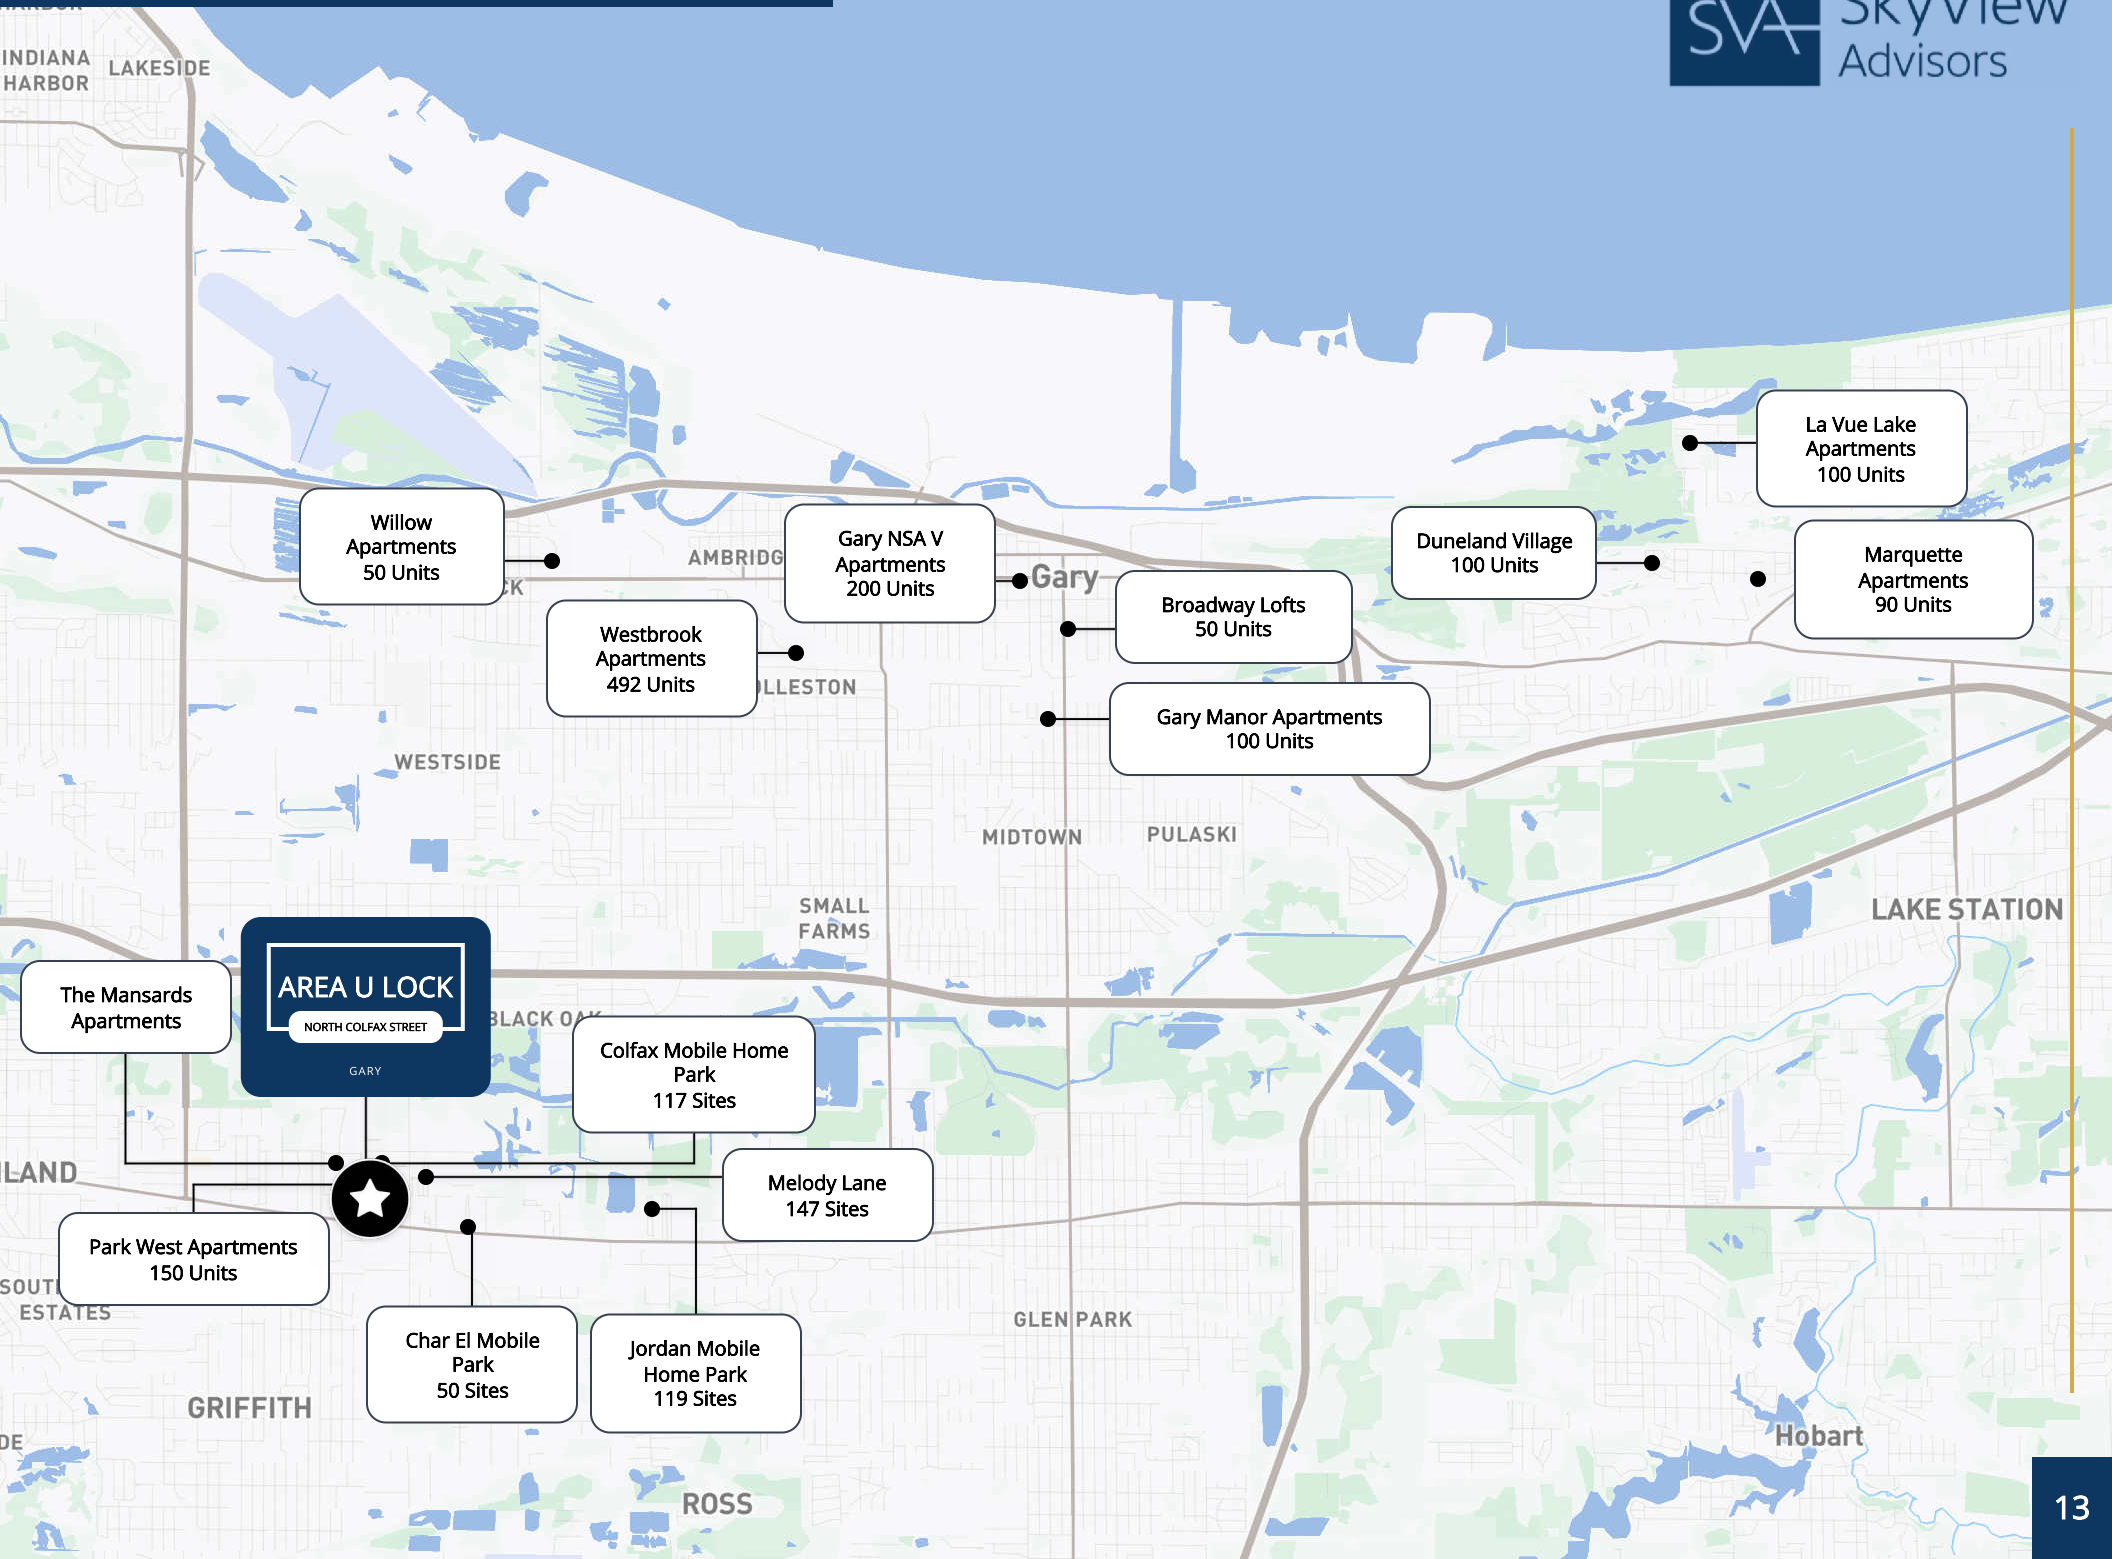 SkyView
SVA
Advisors
INDIANA
HARBOR
LAKESIDE
La Vue Lake
Apartments
100 Units
Willow
Apartments
50 Units
AMBRIDG
Gary NSA V
Apartments
200 Units
Gary
Duneland Village
100 Units
Marquette
Apartments
90 Units
CK
Broadway Lofts
50 Units
Westbrook
Apartments
492 Units
OLLESTON
Gary Manor Apartments
100 Units
WESTSIDE
MIDTOWN
PULASKI
SMALL
FARMS
LAKE STATION
The Mansards
Apartments
AREA U LOCK
NORTH COLFAX STREET
GARY
BLACK OAK
Colfax Mobile Home
Park
117 Sites
LAND
Melody Lane
147 Sites
Park West Apartments
150 Units
SOUT
ESTATES
GLEN PARK
Char El Mobile
Park
50 Sites
Jordan Mobile
Home Park
119 Sites
GRIFFITH
DE
Hobart
ROSS
13